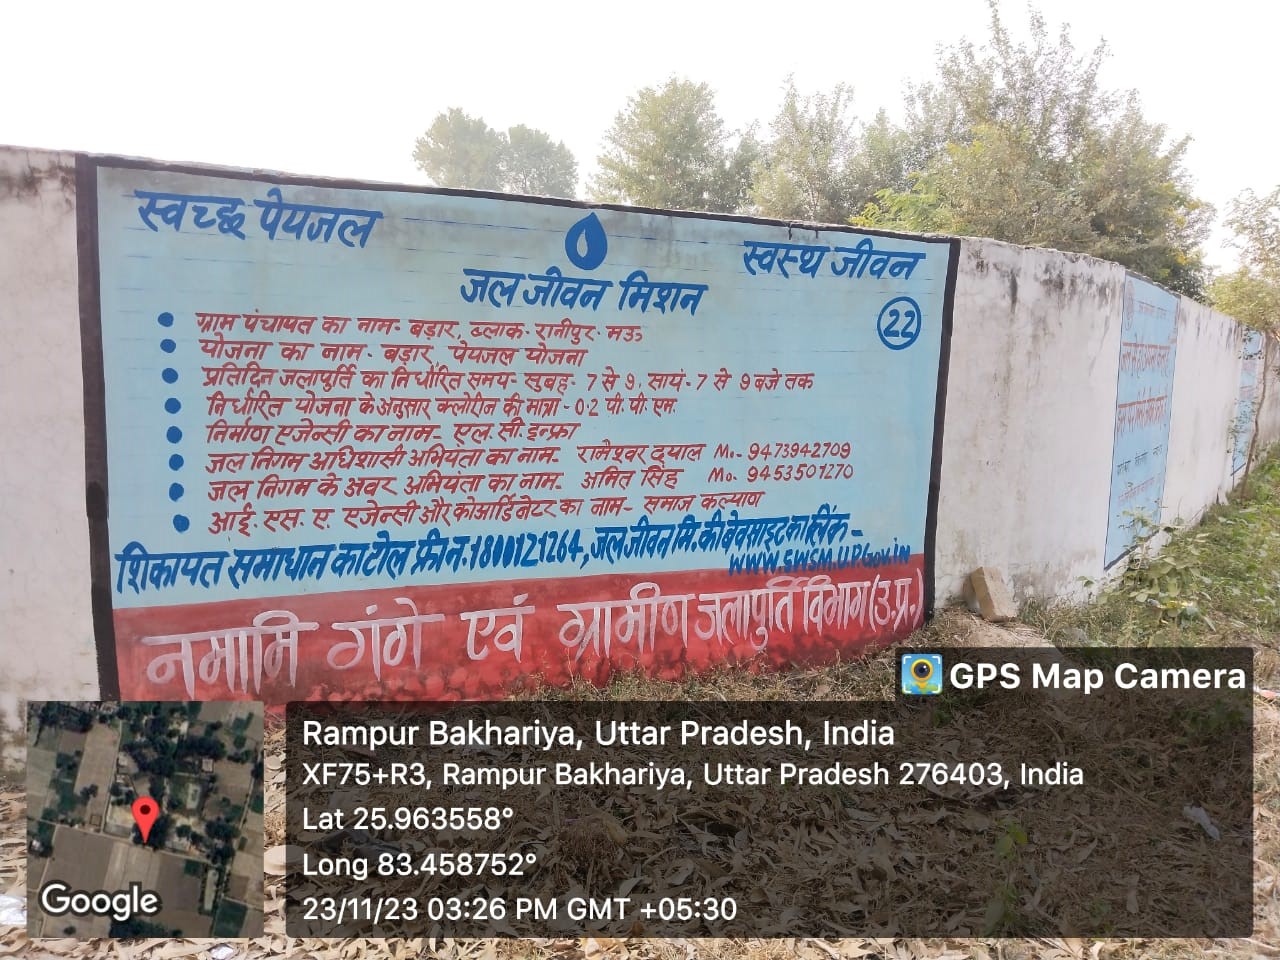 स्वच्छ पेयजल
स्वस्थ जीवन
जल जीवन मिशन
22
ग्राम पंचायत का नाम- बड़ार, ब्लाक- रानीपुर- मऊ
योजना का नाम- बड़ार, पेयजल योजना
प्रतिदिन जलापूर्ति का निर्धारित समय- सुबह- 7 से 9, सायं- 7 से 9 बजे तक
निर्धारित योजना के अनुसार क्लोरीन की मात्रा - 0.2 पी. पी. एम.
निर्माण एजेन्सी का नाम- एल. सी. इन्फ्रा
जल निगम अधिशासी अभियंता का नाम- रामेश्वर दयाल Mo- 9473942709
जल निगम के अवर अभियंता का नाम- अमित सिंह Mo. 9453501270
आई. एस. ए. एजेन्सी और कोआर्डिनेटर का नाम- समाज कल्याण
शिकायत समाधान का टोल फ्री न. 1800121264, जल जीवन मि. की बेवसाइट का लिंक -
www.swsm.U.P.Gov.in
नमामि गंगे एवं ग्रामीण जलापूर्ति विभाग (उ.प्र.)
GPS Map Camera
Rampur Bakhariya, Uttar Pradesh, India
XF75+R3, Rampur Bakhariya, Uttar Pradesh 276403, India
Lat 25.963558°
Long 83.458752°
23/11/23 03:26 PM GMT +05:30
Google